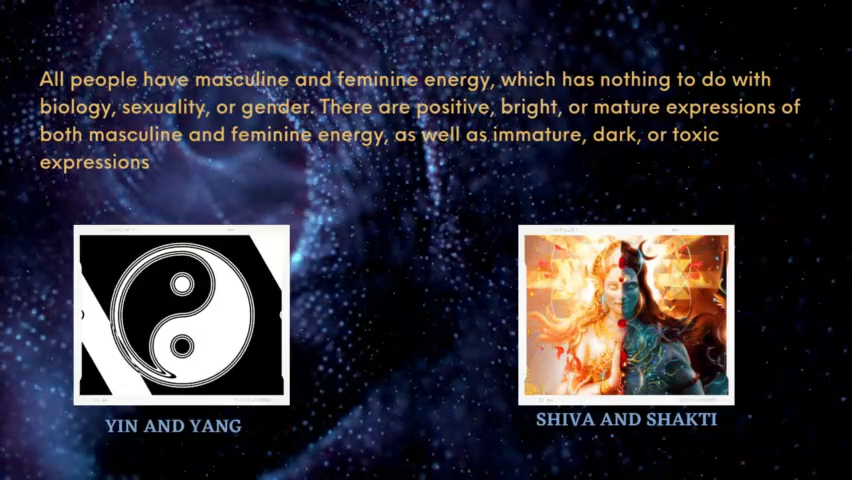 All people have masculine and feminine energy, which has nothing to do with
biology, sexuality, or gender. There are positive, bright, or mature expressions of
both masculine and feminine energy, as well as immature, dark, or toxic
expressions
YIN AND YANG
SHIVA AND SHAKTI